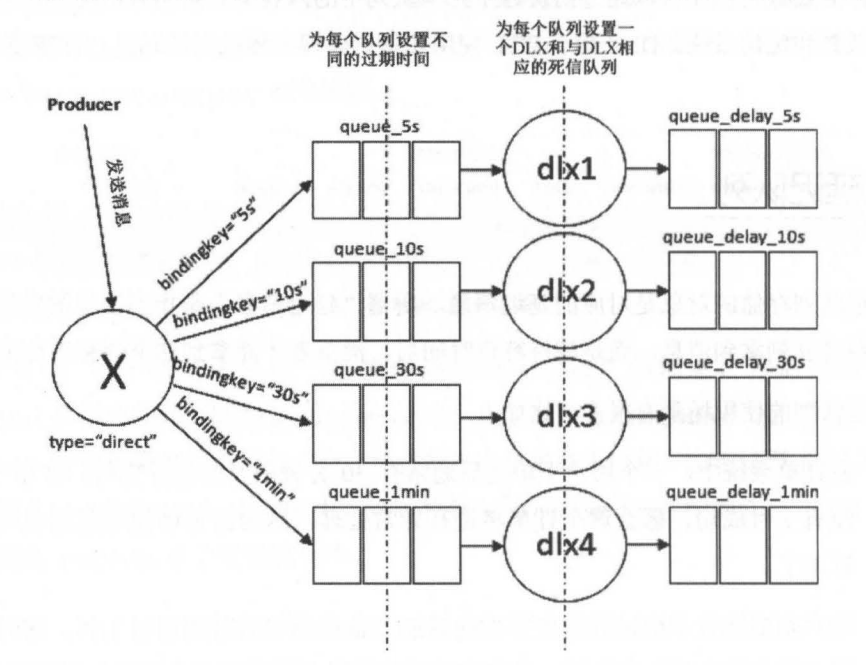 为每个队列设置不
同的过期时间
为每个队列设置一
个DLX和与DLX相
应的死信队列
Producer
发送消息
queue_5s
dlx1
queue_delay_5s
bindingkey=“5s”
queue_10s
dlx2
queue_delay_10s
bindingkey=“10s”
X
type=“direct”
queue_30s
dlx3
queue_delay_30s
bindingkey=“30s”
queue_1min
dlx4
queue_delay_1min
bindingkey=“1min”